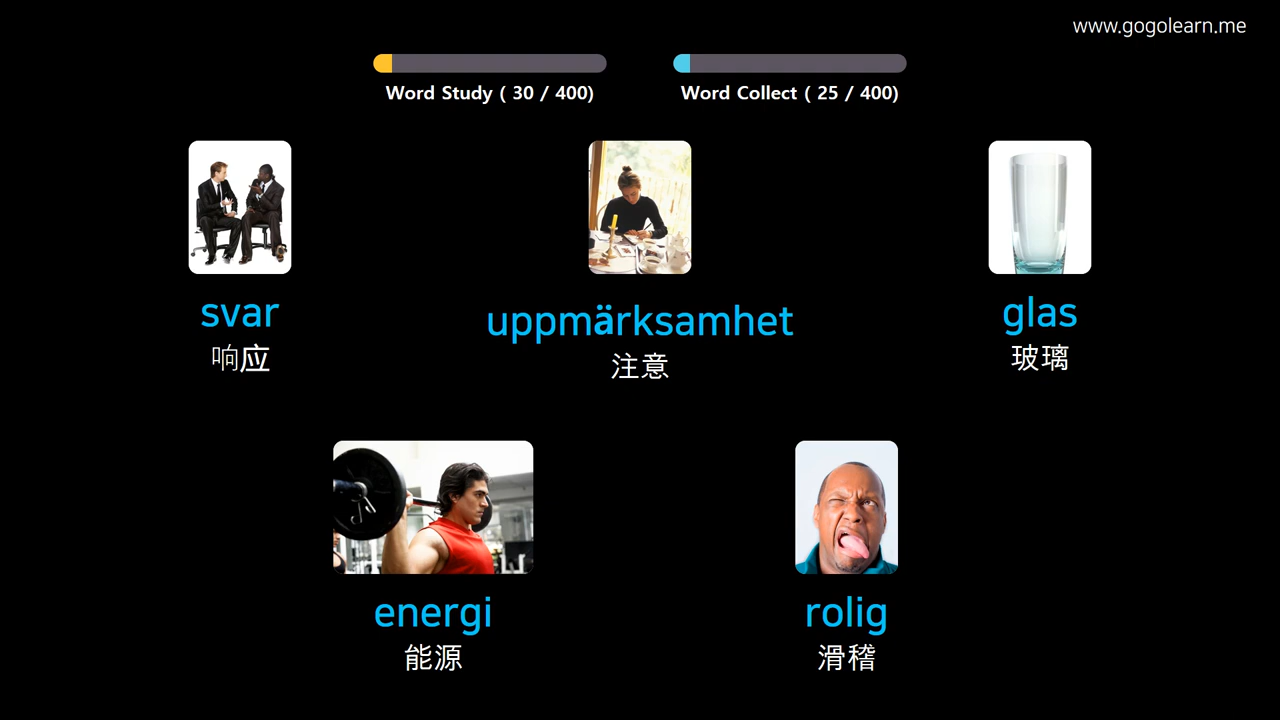 www.gogolearn.me
Word Study ( 30 / 400)
Word Collect ( 25 / 400)
svar
响应
uppmärksamhet
注意
glas
玻璃
energi
能源
rolig
滑稽